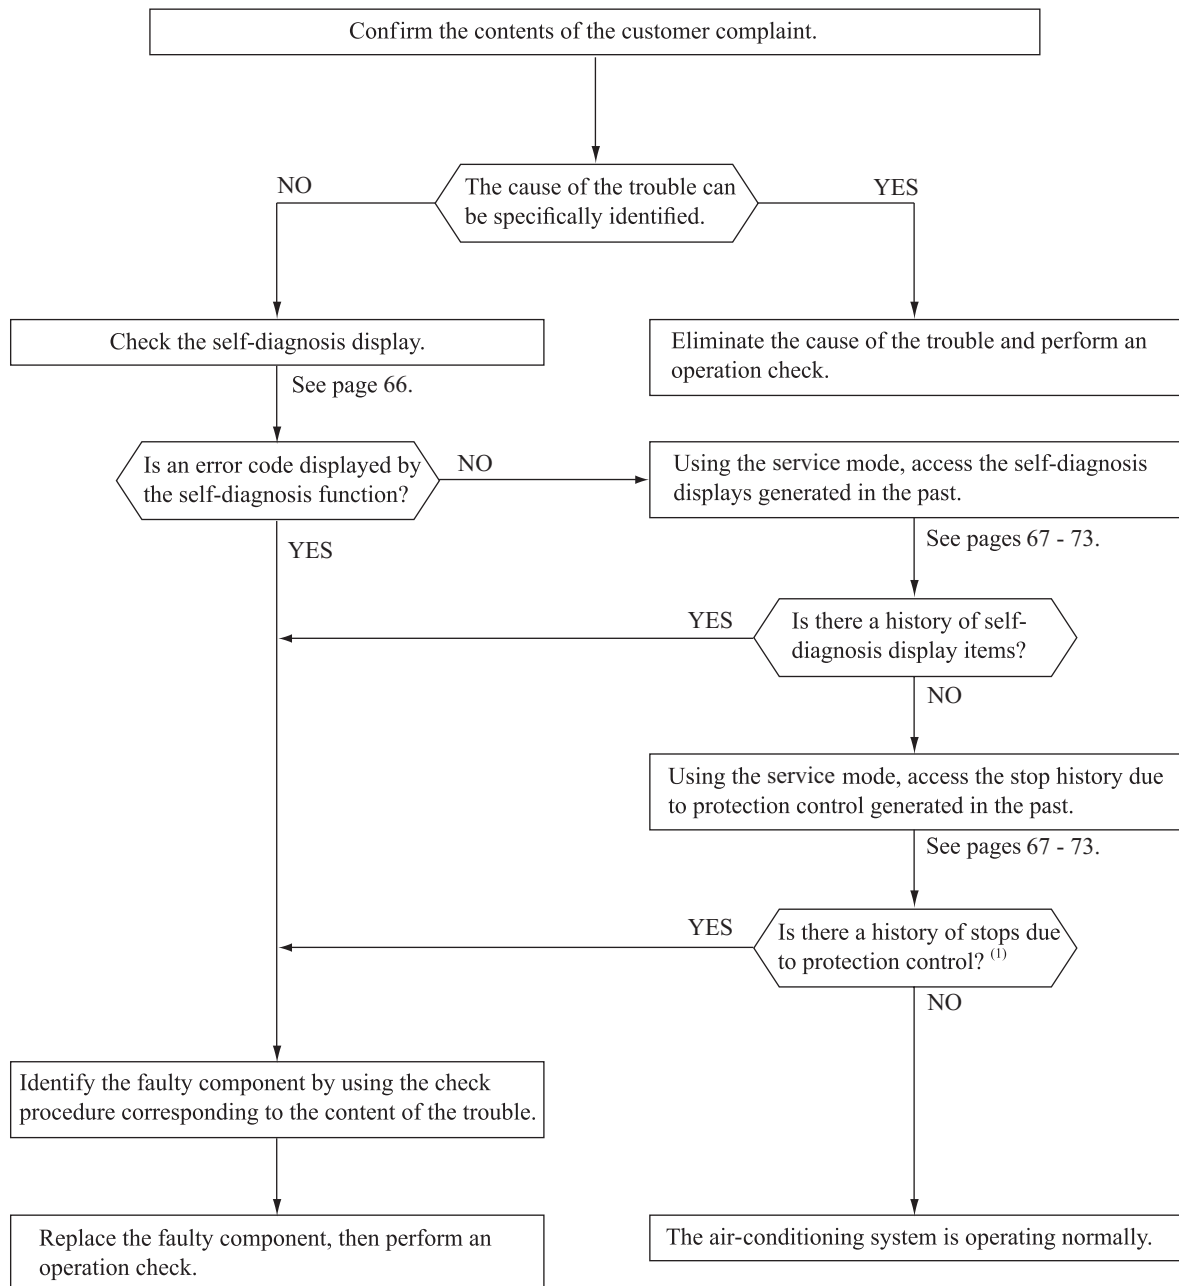 Confirm the contents of the customer complaint.
NO
The cause of the trouble can
be specifically identified.
YES
Check the self-diagnosis display.
Eliminate the cause of the trouble and perform an
operation check.
See page 66.
Is an error code displayed by
the self-diagnosis function?
NO
Using the service mode, access the self-diagnosis
displays generated in the past.
YES
See pages 67 - 73.
YES
Is there a history of self-
diagnosis display items?
NO
Using the service mode, access the stop history due
to protection control generated in the past.
See pages 67 - 73.
YES
Is there a history of stops due
to protection control? (1)
NO
Identify the faulty component by using the check
procedure corresponding to the content of the trouble.
Replace the faulty component, then perform an
operation check.
The air-conditioning system is operating normally.